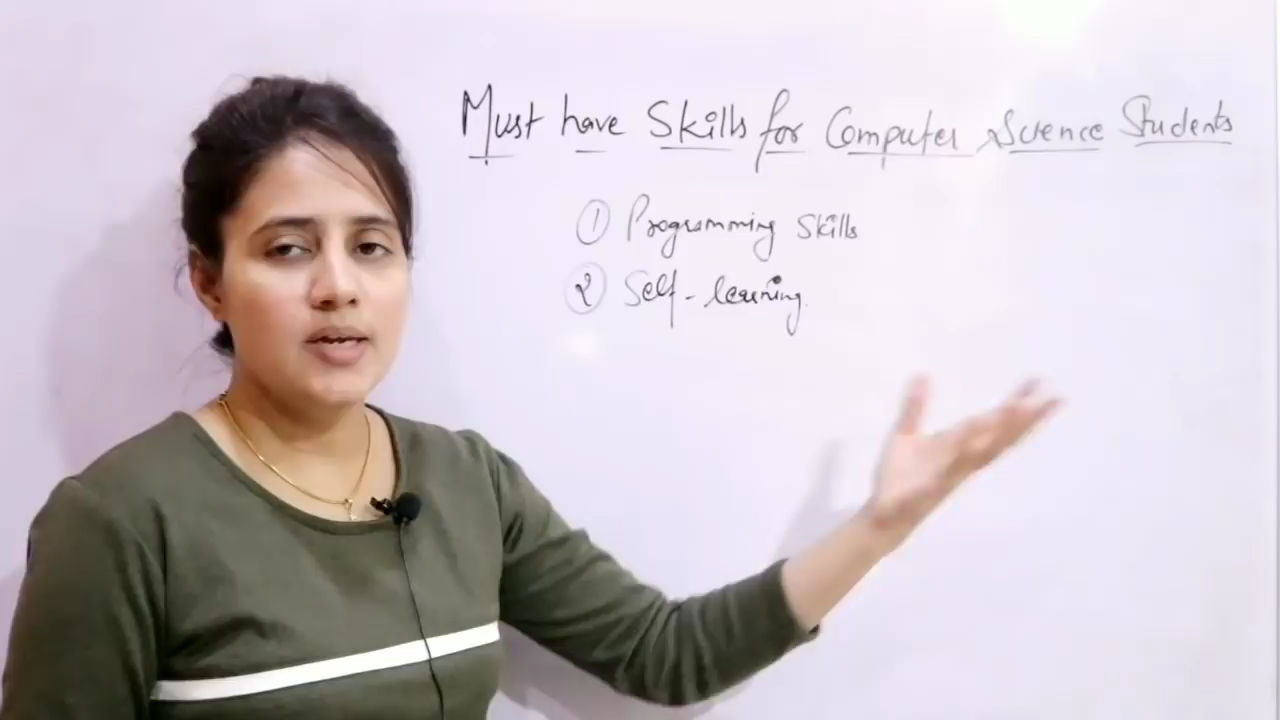 Must have Skills for Computer Science Students
① Programming Skills
② Self-learning